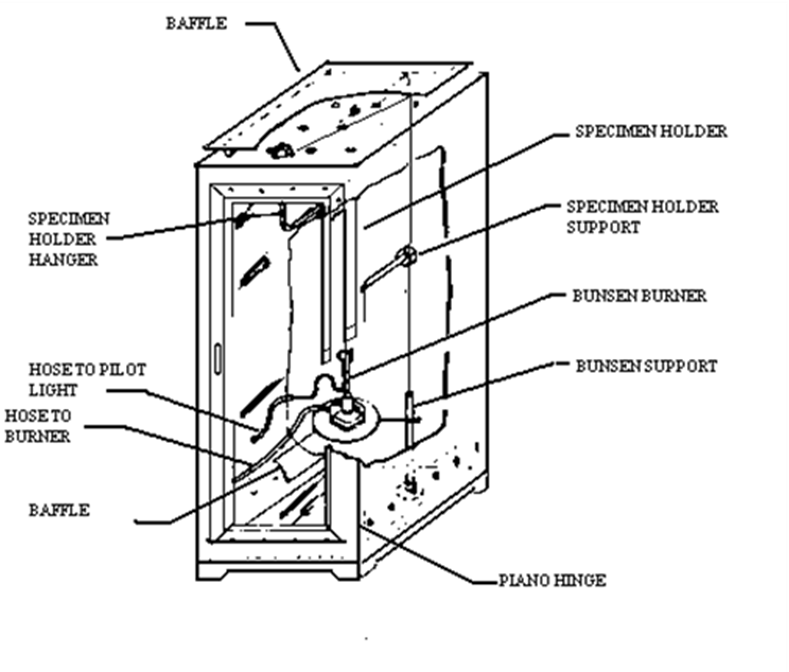 BAFFLE
SPECIMEN HOLDER
SPECIMEN HOLDER
SUPPORT
SPECIMEN
HOLDER
HANGER
BUNSEN BURNER
BUNSEN SUPPORT
HOSE TO PILOT
LIGHT
HOSE TO
BURNER
BAFFLE
PIANO HINGE